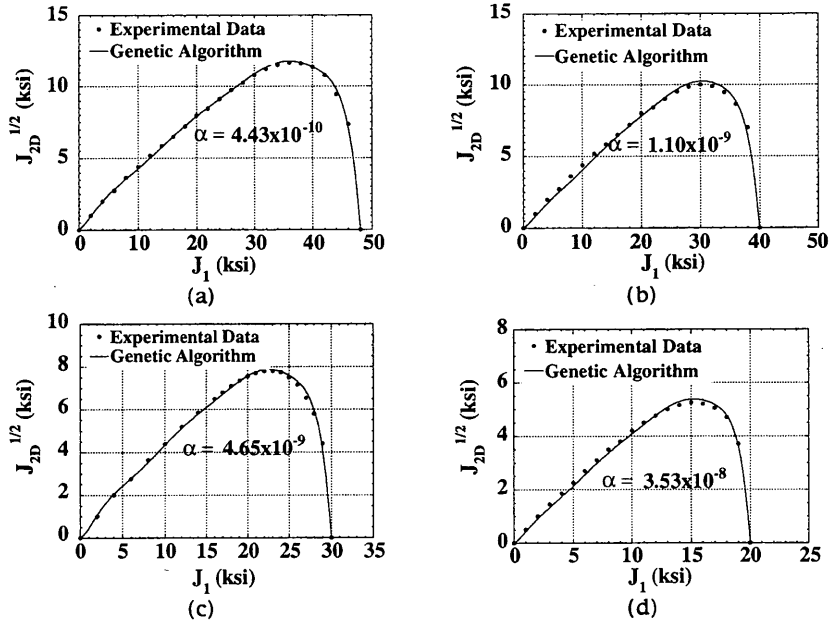 15
10
5
0
J2D^1/2 (ksi)
• Experimental Data
— Genetic Algorithm
α = 4.43x10^-10
0 10 20 30 40 50
J1 (ksi)
(a)
15
10
5
0
J2D^1/2 (ksi)
• Experimental Data
— Genetic Algorithm
α = 1.10x10^-9
0 10 20 30 40 50
J1 (ksi)
(b)
10
8
6
4
2
0
J2D^1/2 (ksi)
• Experimental Data
— Genetic Algorithm
α = 4.65x10^-9
0 5 10 15 20 25 30 35
J1 (ksi)
(c)
8
6
4
2
0
J2D^1/2 (ksi)
• Experimental Data
— Genetic Algorithm
α = 3.53x10^-8
0 5 10 15 20 25
J1 (ksi)
(d)